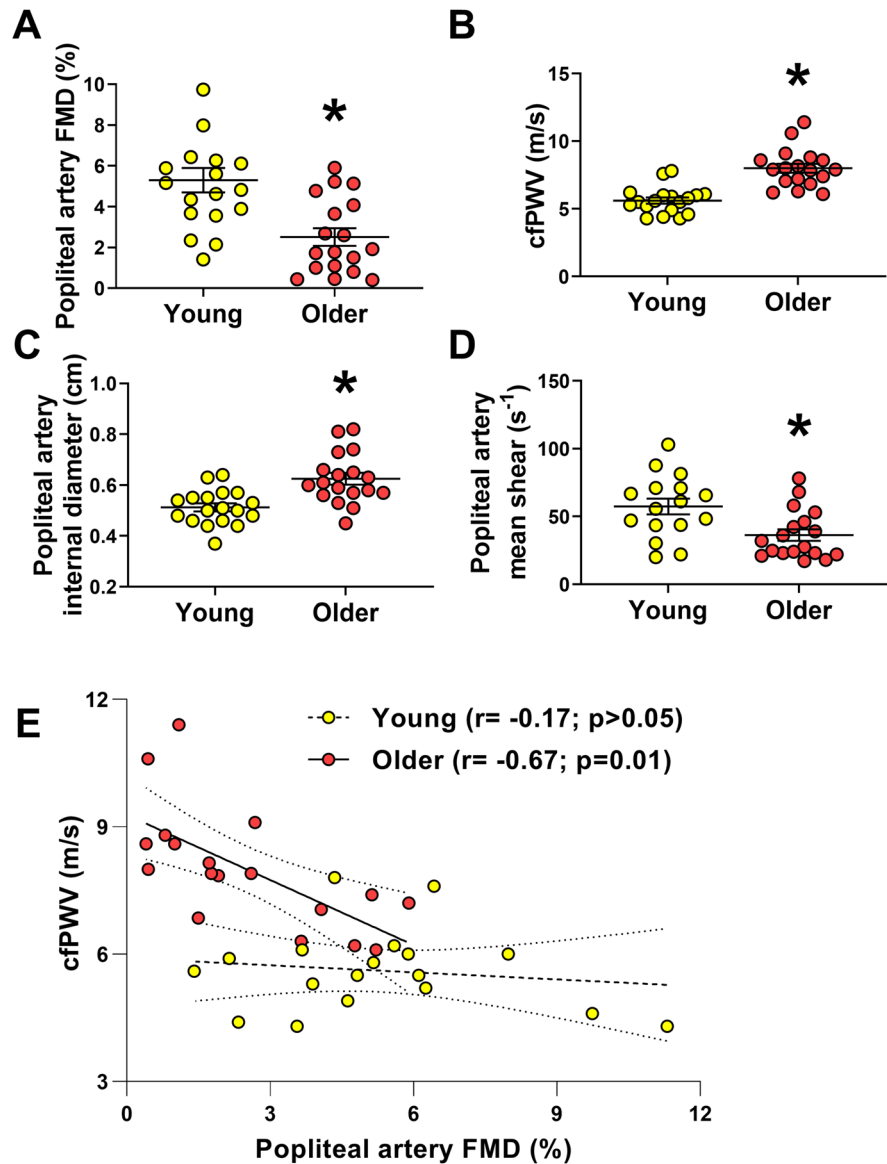 A
Popliteal artery FMD (%)
10
8
6
4
2
0
Young
Older
*
B
cfPWV (m/s)
15
10
5
0
Young
Older
*
C
Popliteal artery
internal diameter (cm)
1.0
0.8
0.6
0.4
0.2
Young
Older
*
D
Popliteal artery
mean shear (s⁻¹)
150
100
50
0
Young
Older
*
E
cfPWV (m/s)
12
9
6
3
Young (r= -0.17; p>0.05)
Older (r= -0.67; p=0.01)
0
3
6
9
12
Popliteal artery FMD (%)